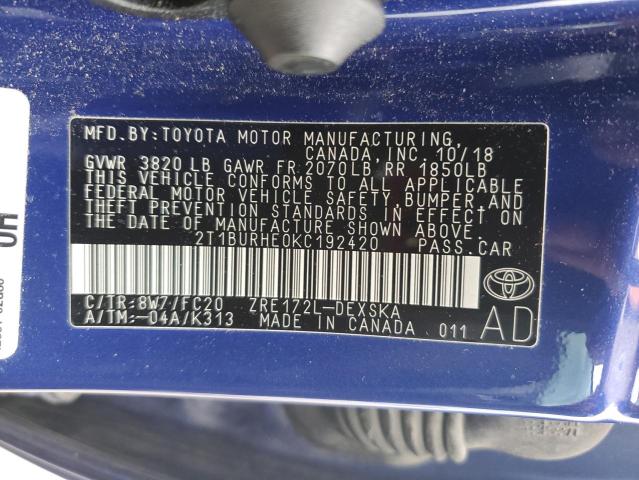 MFD.BY:TOYOTA MOTOR MANUFACTURING,
CANADA, INC. 10/18
GVWR 3820 LB GAWR FR 2070LB RR 1850LB
THIS VEHICLE CONFORMS TO ALL APPLICABLE
FEDERAL MOTOR VEHICLE SAFETY, BUMPER, AND
THEFT PREVENTION STANDARDS IN EFFECT ON
THE DATE OF MANUFACTURE SHOWN ABOVE.
2T1BURHE0KC192420 PASS.CAR
C/TR:8W7/FC20 ZRE172L-DEXSKA
A/TM:-04A/K313 MADE IN CANADA 011
TOYOTA
AD